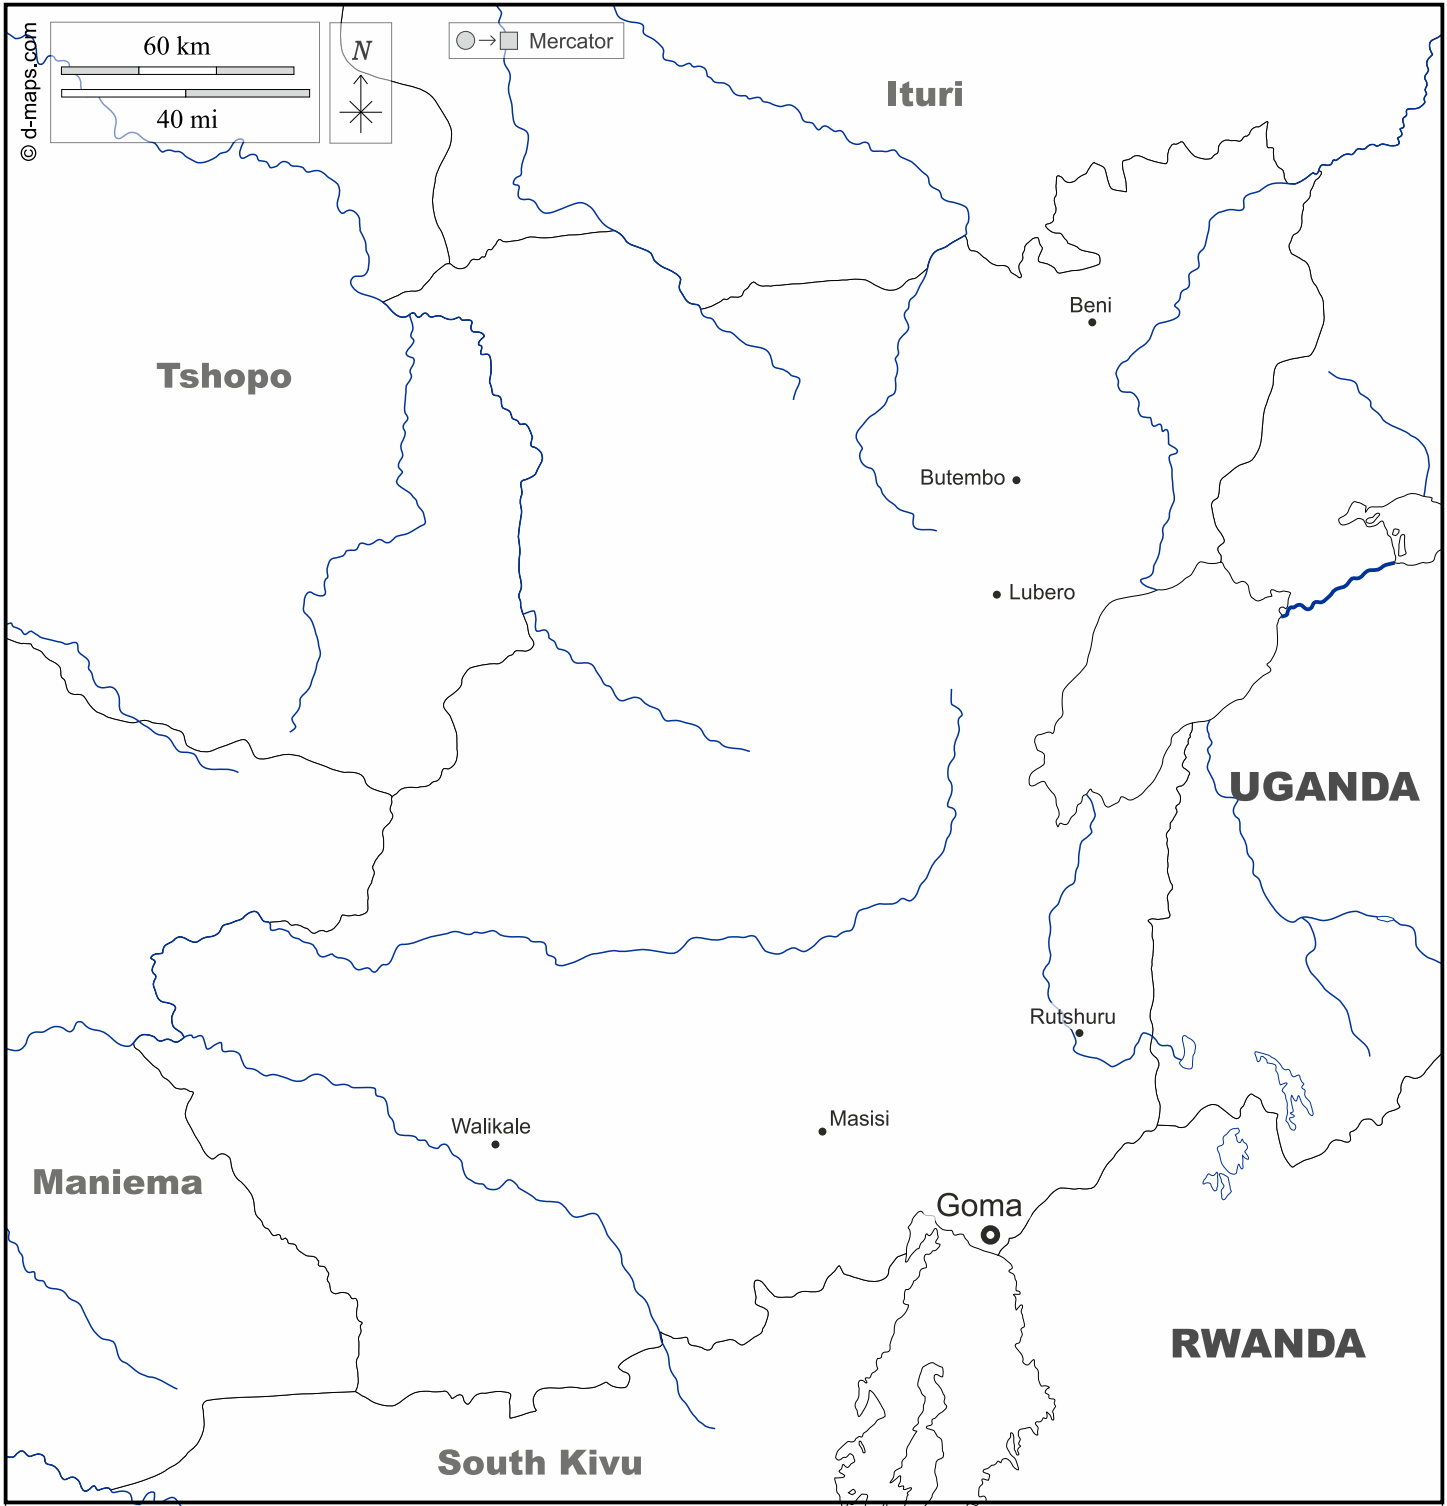 © d-maps.com
60 km
40 mi
N
Mercator
Ituri
Beni
Tshopo
Butembo
Lubero
UGANDA
Rutshuru
Masisi
Walikale
Maniema
Goma
RWANDA
South Kivu